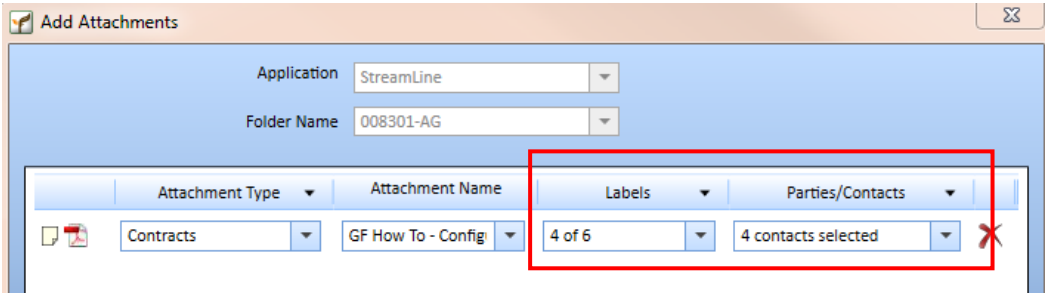 Add Attachments
Application StreamLine
Folder Name 008301-AG
Attachment Type Attachment Name Labels Parties/Contacts
Contracts GF How To - Config 4 of 6 4 contacts selected